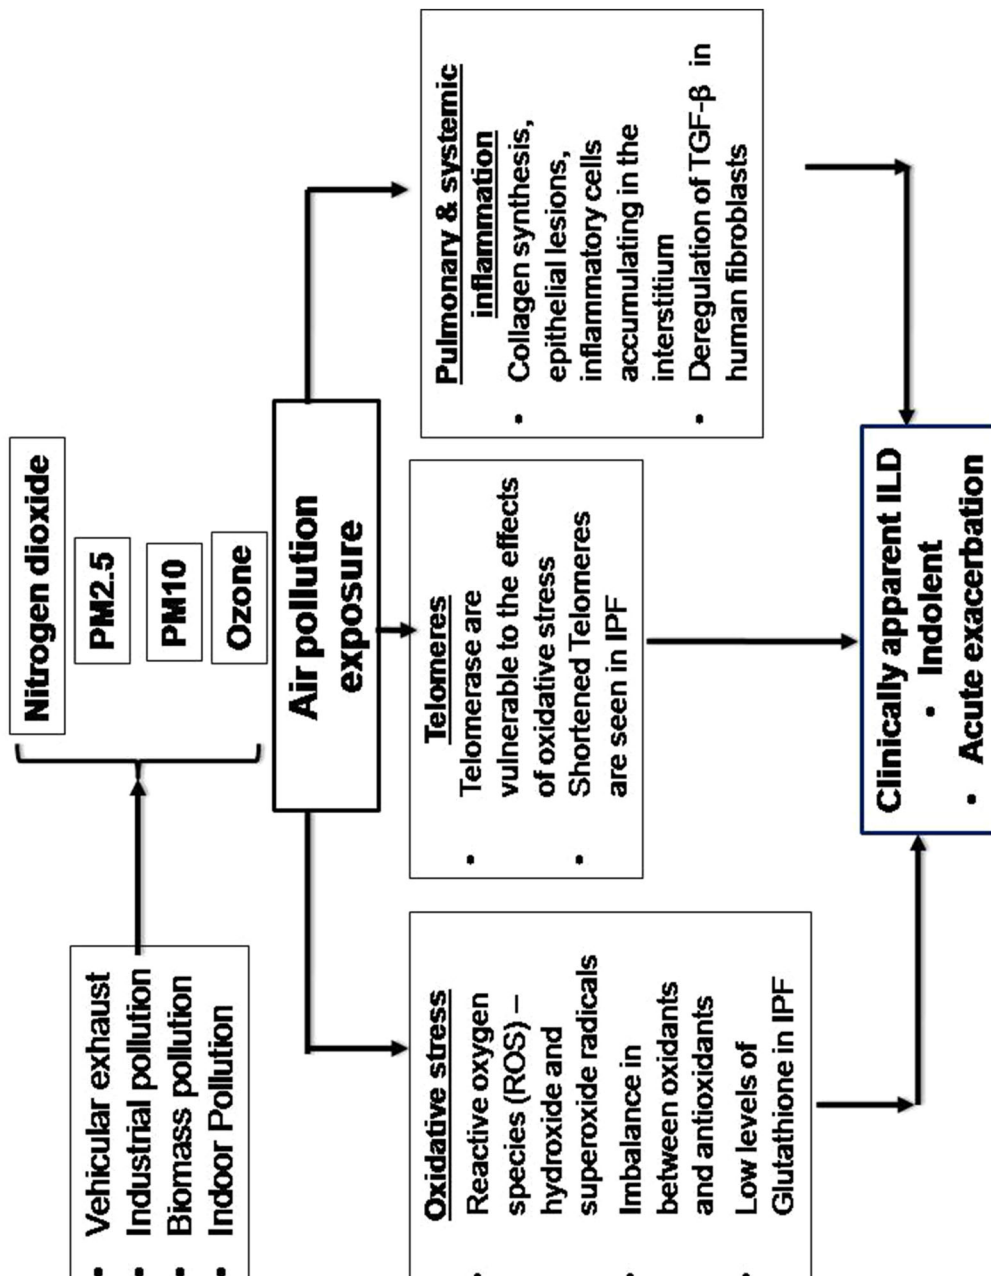 • Vehicular exhaust
• Industrial pollution
• Biomass pollution
• Indoor Pollution
Nitrogen dioxide
PM2.5
PM10
Ozone
Air pollution
exposure
Oxidative stress
• Reactive oxygen
species (ROS) –
hydroxide and
superoxide radicals
• Imbalance in
between oxidants
and antioxidants
• Low levels of
Glutathione in IPF
Telomeres
• Telomerase are
vulnerable to the effects
of oxidative stress
• Shortened Telomeres
are seen in IPF
Pulmonary & systemic
inflammation
• Collagen synthesis,
epithelial lesions,
inflammatory cells
accumulating in the
interstitium
• Deregulation of TGF-β in
human fibroblasts
Clinically apparent ILD
• Indolent
• Acute exacerbation